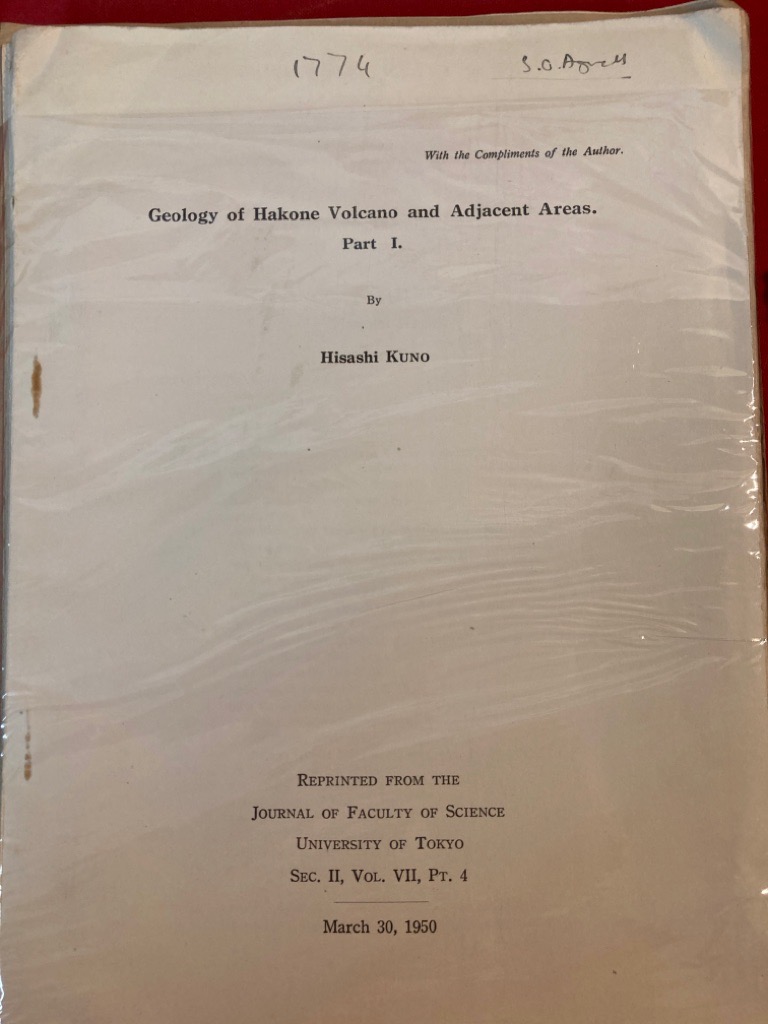 1774
S.O. Agrell
With the Compliments of the Author.
Geology of Hakone Volcano and Adjacent Areas.
Part I.
By
Hisashi KUNO
REPRINTED FROM THE
JOURNAL OF FACULTY OF SCIENCE
UNIVERSITY OF TOKYO
SEC. II, VOL. VII, PT. 4
March 30, 1950